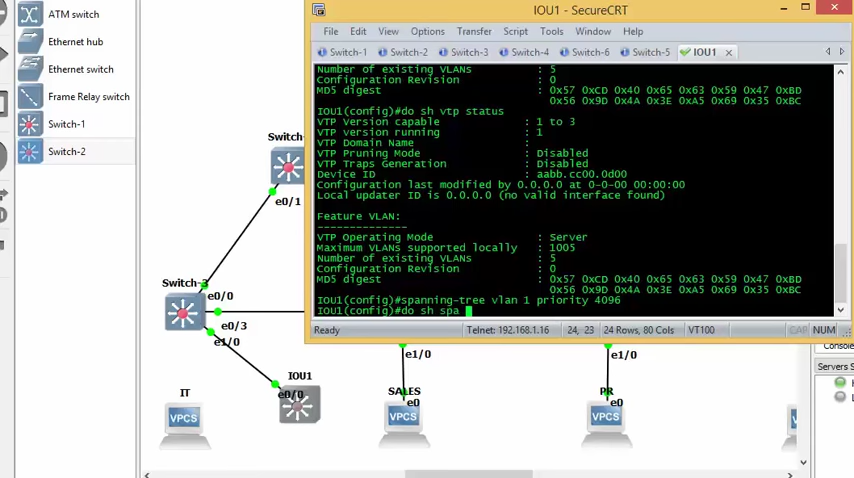 ATM switch
Ethernet hub
Ethernet switch
Frame Relay switch
Switch-1
Switch-2
IOU1 - SecureCRT
File Edit View Options Transfer Script Tools Window Help
Switch-1 Switch-2 Switch-3 Switch-4 Switch-6 Switch-5 IOU1
Number of existing VLANs : 5
Configuration Revision : 0
MD5 digest : 0x57 0xCD 0x40 0x65 0x63 0x59 0x47 0xBD
0x56 0x9D 0x4A 0x3E 0xA5 0x69 0x35 0xBC
IOU1(config)#do sh vtp status
VTP Version capable : 1 to 3
VTP version running : 1
VTP Domain Name :
VTP Pruning Mode : Disabled
VTP Traps Generation : Disabled
Device ID : aabb.cc00.0d00
Configuration last modified by 0.0.0.0 at 0-0-00 00:00:00
Local updater ID is 0.0.0.0 (no valid interface found)
Feature VLAN:
--------------
VTP Operating Mode : Server
Maximum VLANs supported locally : 1005
Number of existing VLANs : 5
Configuration Revision : 0
MD5 digest : 0x57 0xCD 0x40 0x65 0x63 0x59 0x47 0xBD
0x56 0x9D 0x4A 0x3E 0xA5 0x69 0x35 0xBC
IOU1(config)#spanning-tree vlan 1 priority 4096
IOU1(config)#do sh spa
Ready Telnet: 192.168.1.16 24, 23 24 Rows, 80 Cols VT100 CAP NUM
Switch-
e0/1
Switch-3
e0/0
e0/3
e1/0
IOU1
e0/0
IT
VPCS
e1/0
SALES
e0
VPCS
e1/0
PR
e0
VPCS
Console
Servers S